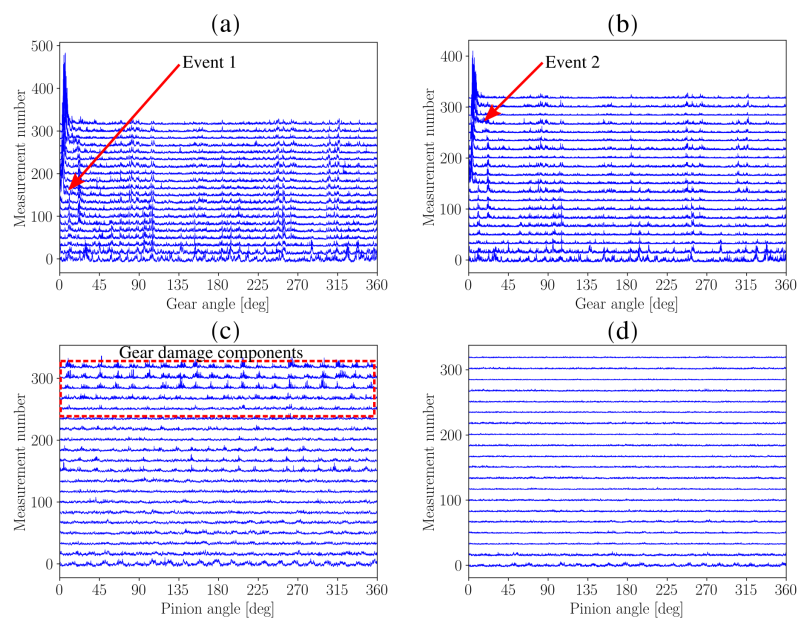 (a)
Event 1
Measurement number
500
400
300
200
100
0
0 45 90 135 180 225 270 315 360
Gear angle [deg]
(b)
Event 2
Measurement number
400
300
200
100
0
0 45 90 135 180 225 270 315 360
Gear angle [deg]
(c)
Gear damage components
Measurement number
300
200
100
0
0 45 90 135 180 225 270 315 360
Pinion angle [deg]
(d)
Measurement number
300
200
100
0
0 45 90 135 180 225 270 315 360
Pinion angle [deg]